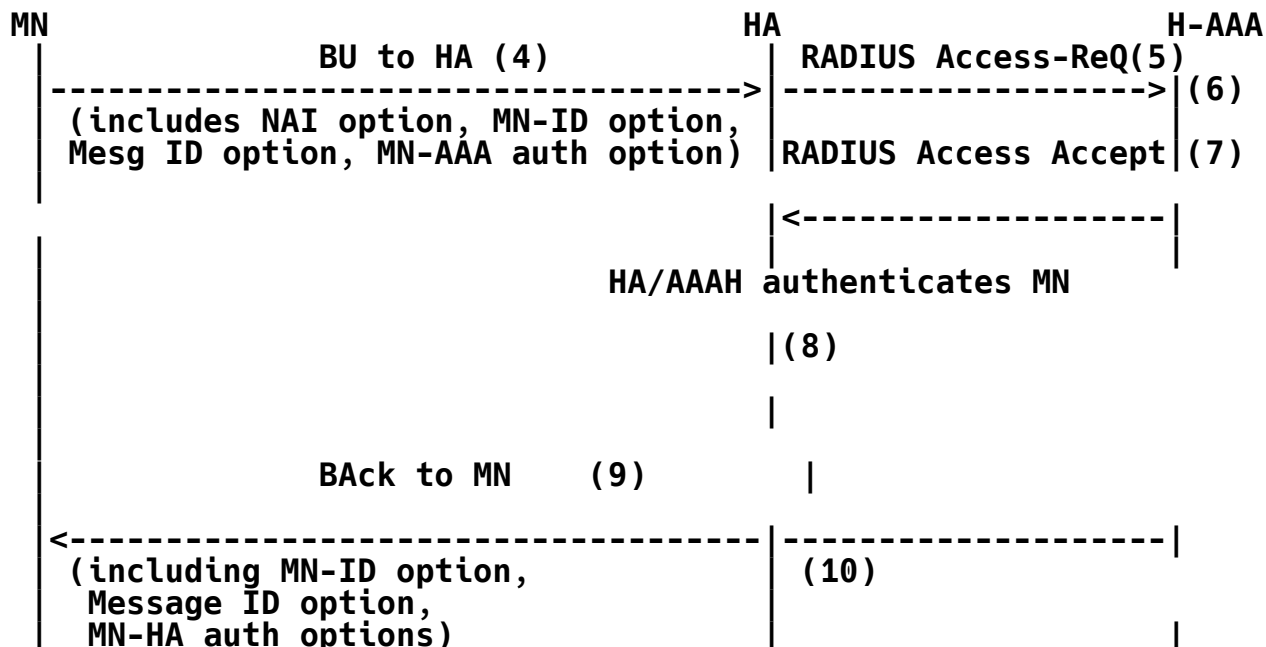 MN HA H-AAA
BU to HA (4) RADIUS Access-ReQ(5)
(6)
(includes NAI option, MN-ID option,
Mesg ID option, MN-AAA auth option) RADIUS Access Accept (7)
HA/AAAH authenticates MN
(8)
BAck to MN (9)
(including MN-ID option, (10)
Message ID option,
MN-HA auth options)